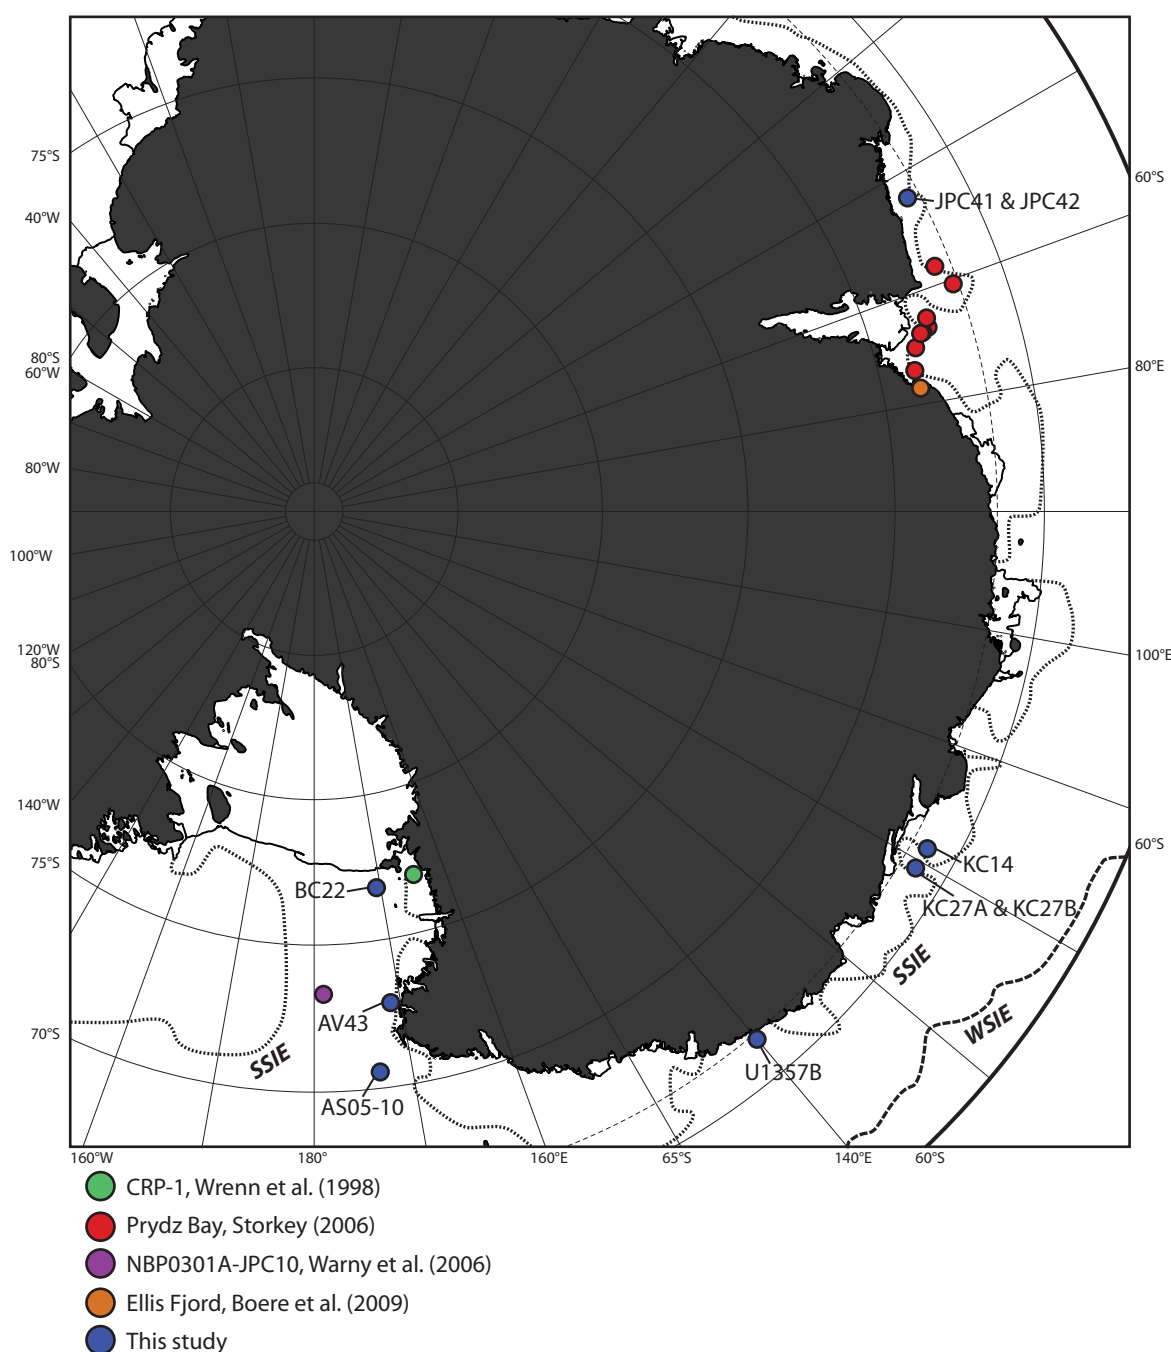 75°S
60°S
JPC41 & JPC42
40°W
80°S
60°W
80°E
80°W
100°W
120°W
80°S
100°E
140°W
60°S
75°S
KC14
BC22
KC27A & KC27B
SSIE
WSIE
AV43
70°S
SSIE
U1357B
AS05-10
160°W
180°
160°E
65°S
140°E
60°S
CRP-1, Wrenn et al. (1998)
Prydz Bay, Storkey (2006)
NBP0301A-JPC10, Warny et al. (2006)
Ellis Fjord, Boere et al. (2009)
This study